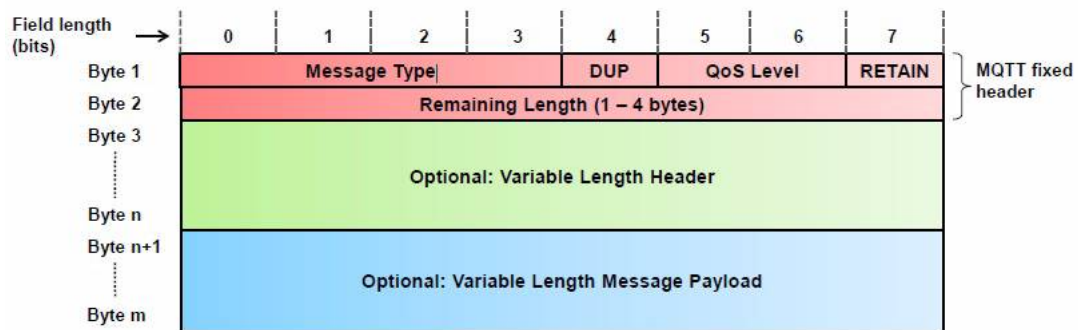 Field length
(bits)
0 1 2 3 4 5 6 7
Byte 1 Message Type DUP QoS Level RETAIN
MQTT fixed
header
Byte 2 Remaining Length (1 – 4 bytes)
Byte 3
Optional: Variable Length Header
Byte n
Byte n+1
Optional: Variable Length Message Payload
Byte m